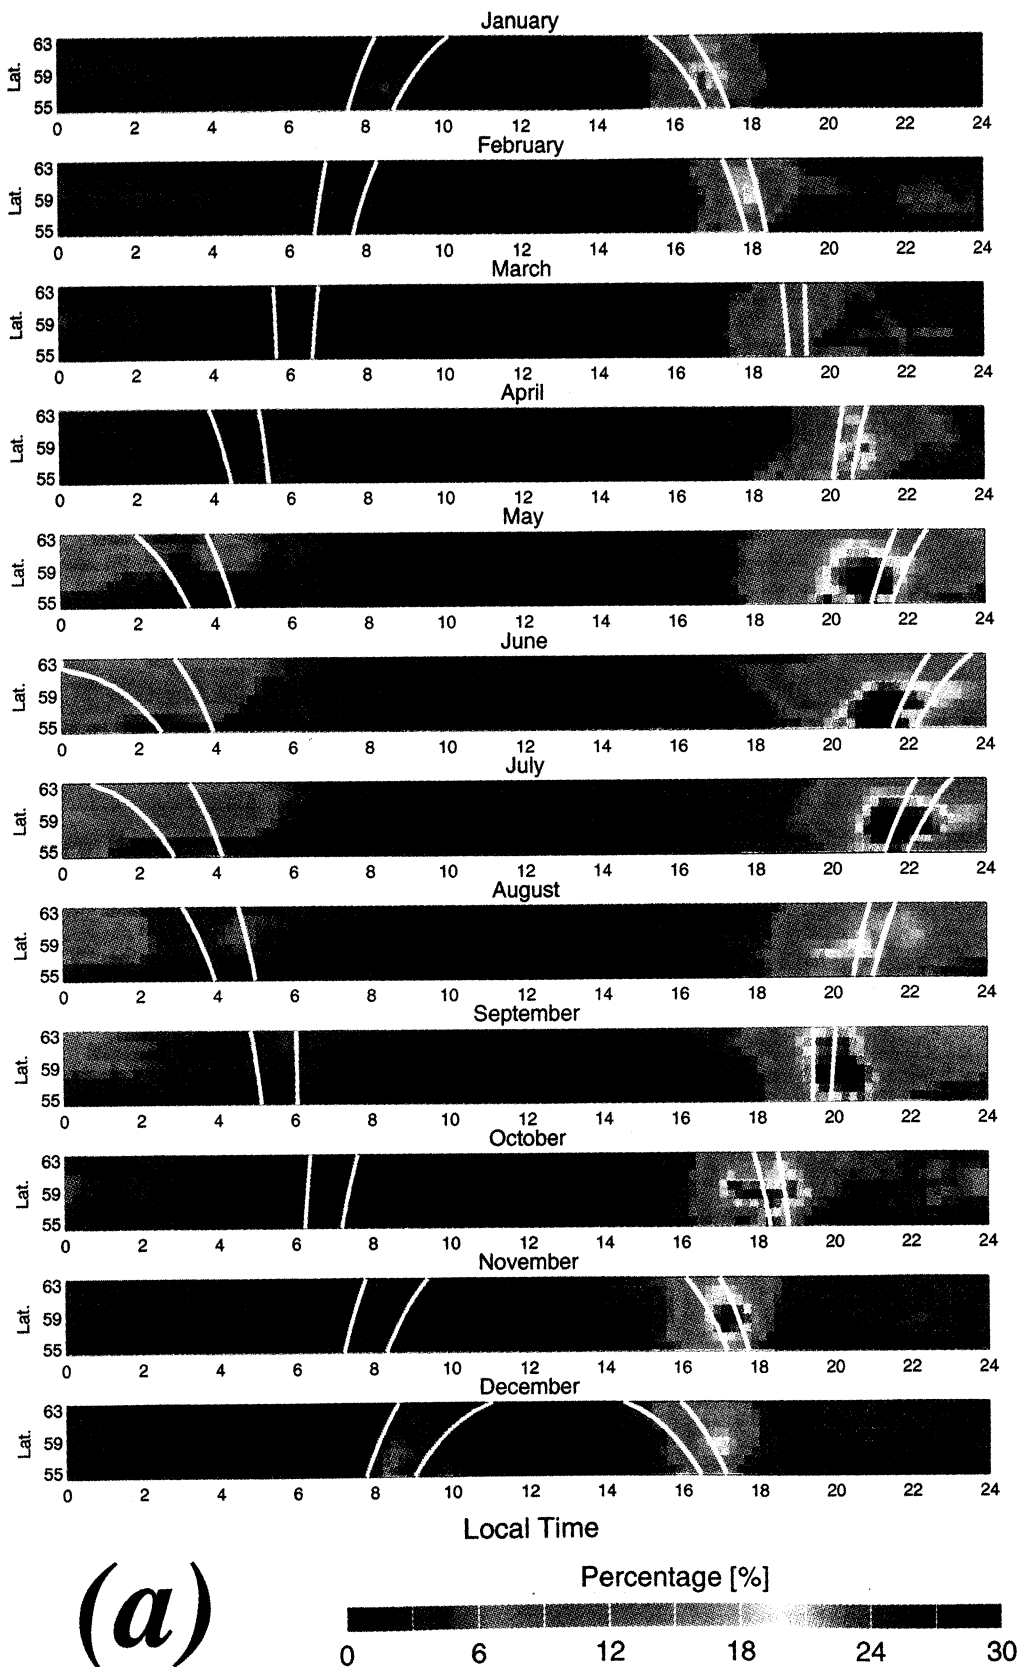 January
63
Lat. 59
55
0 2 4 6 8 10 12 14 16 18 20 22 24
February
63
Lat. 59
55
0 2 4 6 8 10 12 14 16 18 20 22 24
March
63
Lat. 59
55
0 2 4 6 8 10 12 14 16 18 20 22 24
April
63
Lat. 59
55
0 2 4 6 8 10 12 14 16 18 20 22 24
May
63
Lat. 59
55
0 2 4 6 8 10 12 14 16 18 20 22 24
June
63
Lat. 59
55
0 2 4 6 8 10 12 14 16 18 20 22 24
July
63
Lat. 59
55
0 2 4 6 8 10 12 14 16 18 20 22 24
August
63
Lat. 59
55
0 2 4 6 8 10 12 14 16 18 20 22 24
September
63
Lat. 59
55
0 2 4 6 8 10 12 14 16 18 20 22 24
October
63
Lat. 59
55
0 2 4 6 8 10 12 14 16 18 20 22 24
November
63
Lat. 59
55
0 2 4 6 8 10 12 14 16 18 20 22 24
December
63
Lat. 59
55
0 2 4 6 8 10 12 14 16 18 20 22 24
Local Time
(a)
Percentage [%]
0 6 12 18 24 30